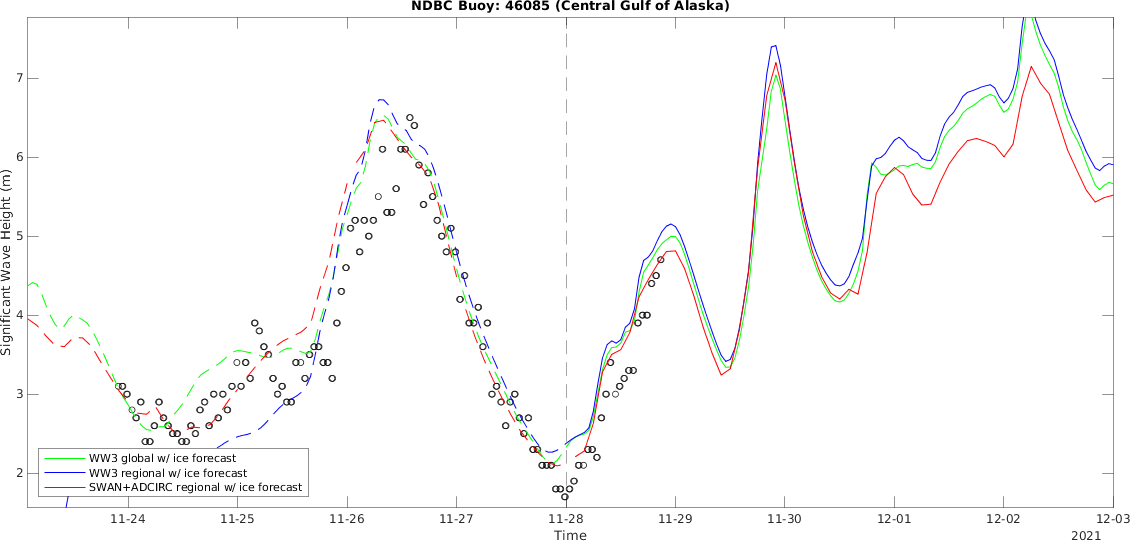 NDBC Buoy: 46085 (Central Gulf of Alaska)
Significant Wave Height (m)
7
6
5
4
3
2
WW3 global w/ ice forecast
WW3 regional w/ ice forecast
SWAN+ADCIRC regional w/ ice forecast
11-24 11-25 11-26 11-27 11-28 11-29 11-30 12-01 12-02 12-03
Time
2021